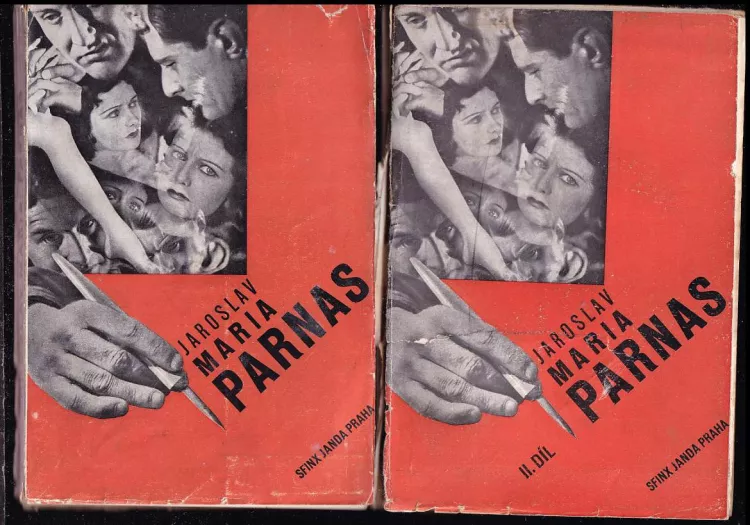 JAROSLAV
MARIA
PARNAS
SFINX JANDA PRAHA
JAROSLAV
MARIA
PARNAS
II. DÍL
SFINX JANDA PRAHA